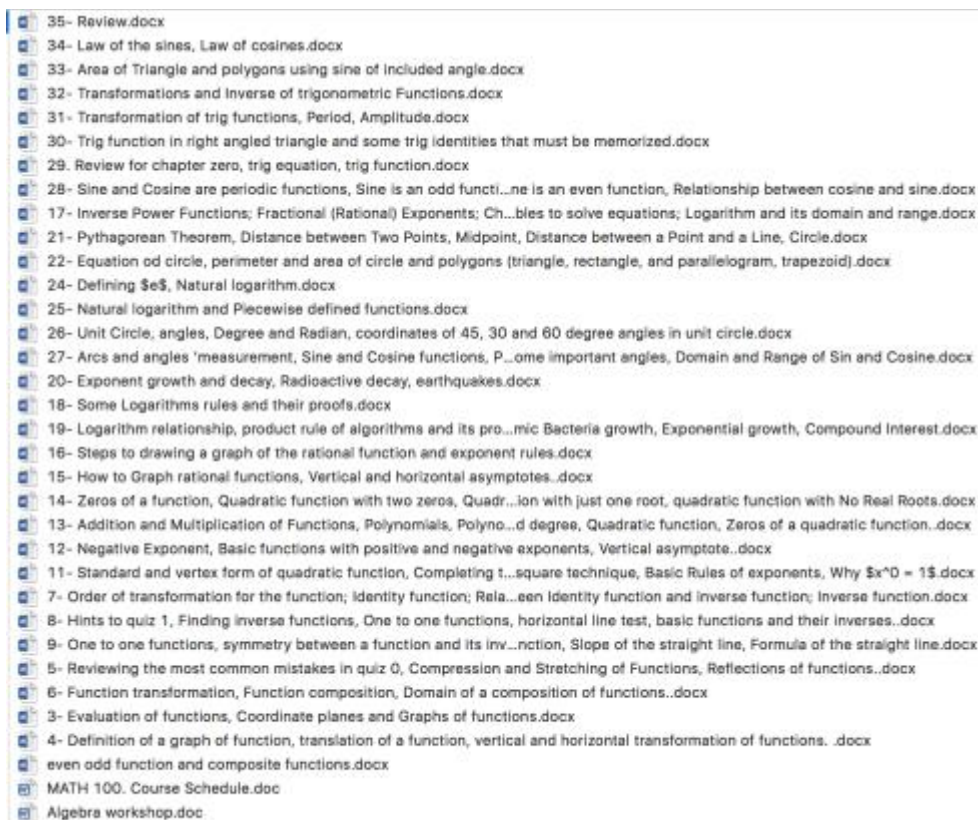 35- Review.docx
34- Law of the sines, Law of cosines.docx
33- Area of Triangle and polygons using sine of included angle.docx
32- Transformations and Inverse of trigonometric Functions.docx
31- Transformation of trig functions, Period, Amplitude.docx
30- Trig function in right angled triangle and some trig identities that must be memorized.docx
29. Review for chapter zero, trig equation, trig function.docx
28- Sine and Cosine are periodic functions, Sine is an odd functi...ne is an even function, Relationship between cosine and sine.docx
17- Inverse Power Functions; Fractional (Rational) Exponents; Ch...bles to solve equations; Logarithm and its domain and range.docx
21- Pythagorean Theorem, Distance between Two Points, Midpoint, Distance between a Point and a Line, Circle.docx
22- Equation od circle, perimeter and area of circle and polygons (triangle, rectangle, and parallelogram, trapezoid).docx
24- Defining $e$, Natural logarithm.docx
25- Natural logarithm and Piecewise defined functions.docx
26- Unit Circle, angles, Degree and Radian, coordinates of 45, 30 and 60 degree angles in unit circle.docx
27- Arcs and angles 'measurement, Sine and Cosine functions, P...ome important angles, Domain and Range of Sin and Cosine.docx
20- Exponent growth and decay, Radioactive decay, earthquakes.docx
18- Some Logarithms rules and their proofs.docx
19- Logarithm relationship, product rule of algorithms and its pro...mic Bacteria growth, Exponential growth, Compound Interest.docx
16- Steps to drawing a graph of the rational function and exponent rules.docx
15- How to Graph rational functions, Vertical and horizontal asymptotes..docx
14- Zeros of a function, Quadratic function with two zeros, Quadr...ion with just one root, quadratic function with No Real Roots.docx
13- Addition and Multiplication of Functions, Polynomials, Polyno...d degree, Quadratic function, Zeros of a quadratic function..docx
12- Negative Exponent, Basic functions with positive and negative exponents, Vertical asymptote..docx
11- Standard and vertex form of quadratic function, Completing t...square technique, Basic Rules of exponents, Why $x^0 = 1$.docx
7- Order of transformation for the function; Identity function; Rela...een Identity function and inverse function; Inverse function.docx
8- Hints to quiz 1, Finding inverse functions, One to one functions, horizontal line test, basic functions and their inverses..docx
9- One to one functions, symmetry between a function and its inv...nction, Slope of the straight line, Formula of the straight line.docx
5- Reviewing the most common mistakes in quiz 0, Compression and Stretching of Functions, Reflections of functions..docx
6- Function transformation, Function composition, Domain of a composition of functions..docx
3- Evaluation of functions, Coordinate planes and Graphs of functions.docx
4- Definition of a graph of function, translation of a function, vertical and horizontal transformation of functions. .docx
even odd function and composite functions.docx
MATH 100. Course Schedule.doc
Algebra workshop.doc